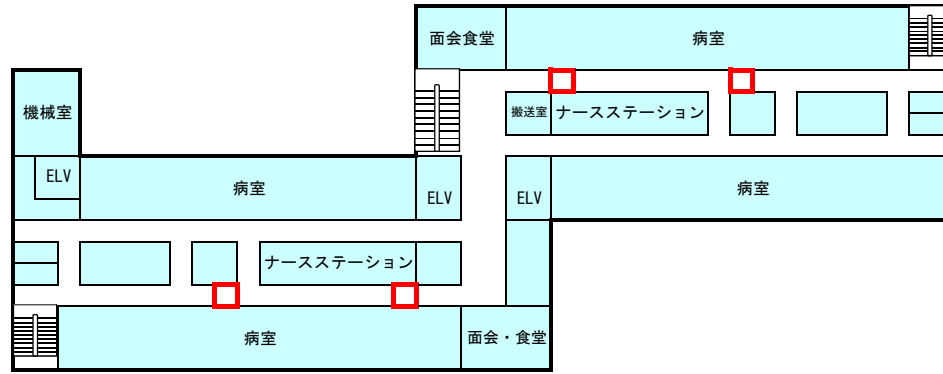 面会食堂
病室
搬送室
ナースステーション
機械室
ELV
病室
ELV
ELV
病室
ナースステーション
病室
面会・食堂